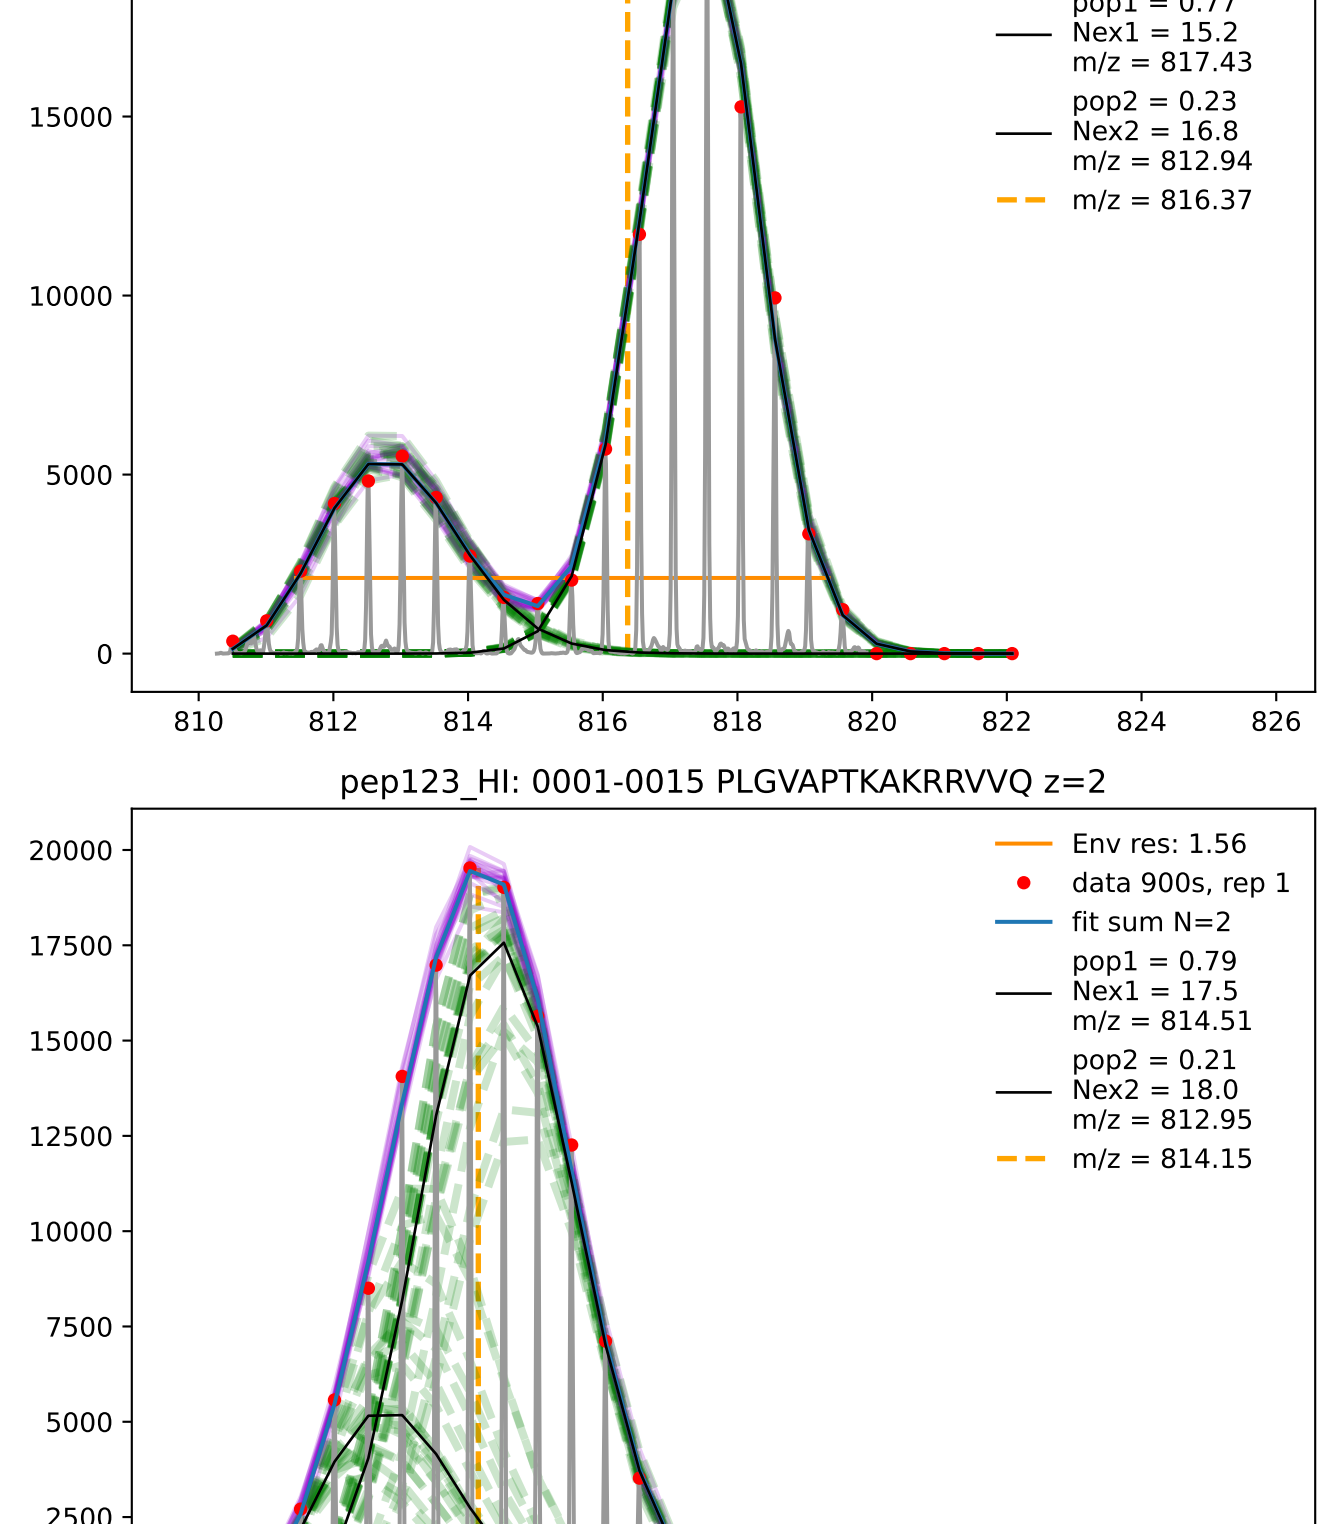 pop1 = 0.77
Nex1 = 15.2
m/z = 817.43
pop2 = 0.23
Nex2 = 16.8
m/z = 812.94
m/z = 816.37
15000
10000
5000
0
810 812 814 816 818 820 822 824 826
pep123_HI: 0001-0015 PLGVAPTKAKRRVVQ z=2
Env res: 1.56
data 900s, rep 1
fit sum N=2
pop1 = 0.79
Nex1 = 17.5
m/z = 814.51
pop2 = 0.21
Nex2 = 18.0
m/z = 812.95
m/z = 814.15
20000
17500
15000
12500
10000
7500
5000
2500